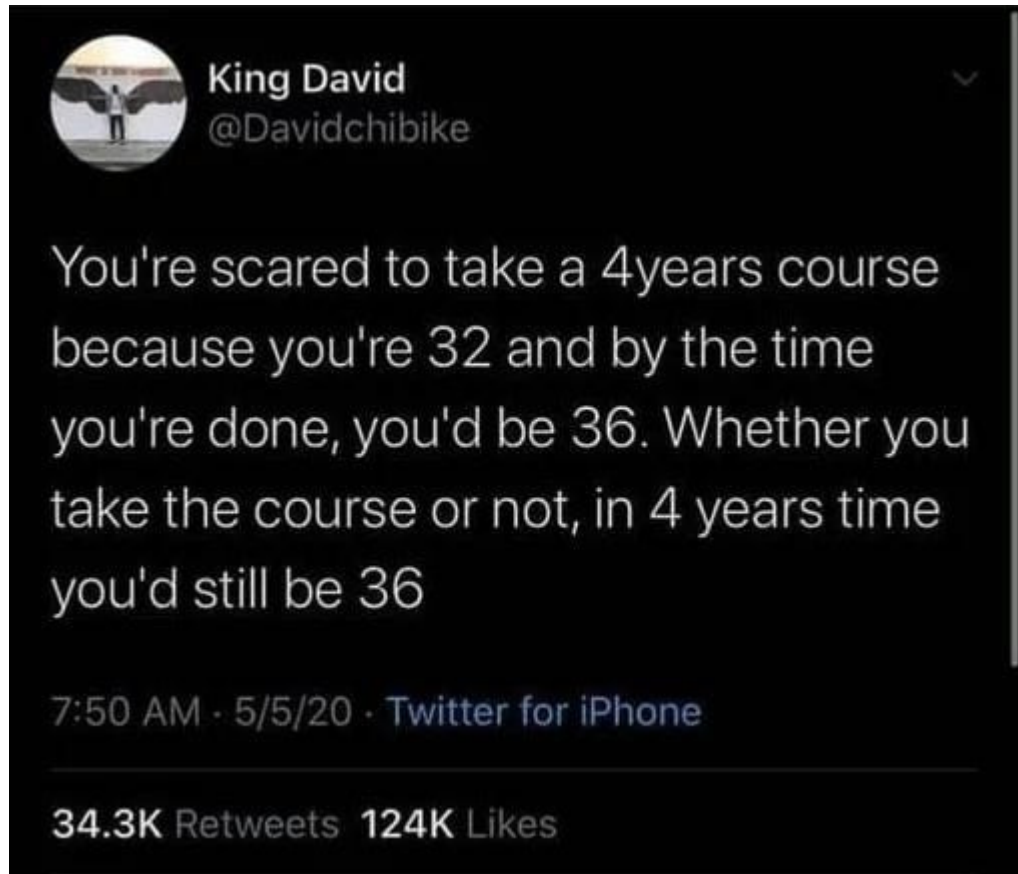 King David
@Davidchibike
You're scared to take a 4years course
because you're 32 and by the time
you're done, you'd be 36. Whether you
take the course or not, in 4 years time
you'd still be 36
7:50 AM · 5/5/20 · Twitter for iPhone
34.3K Retweets 124K Likes